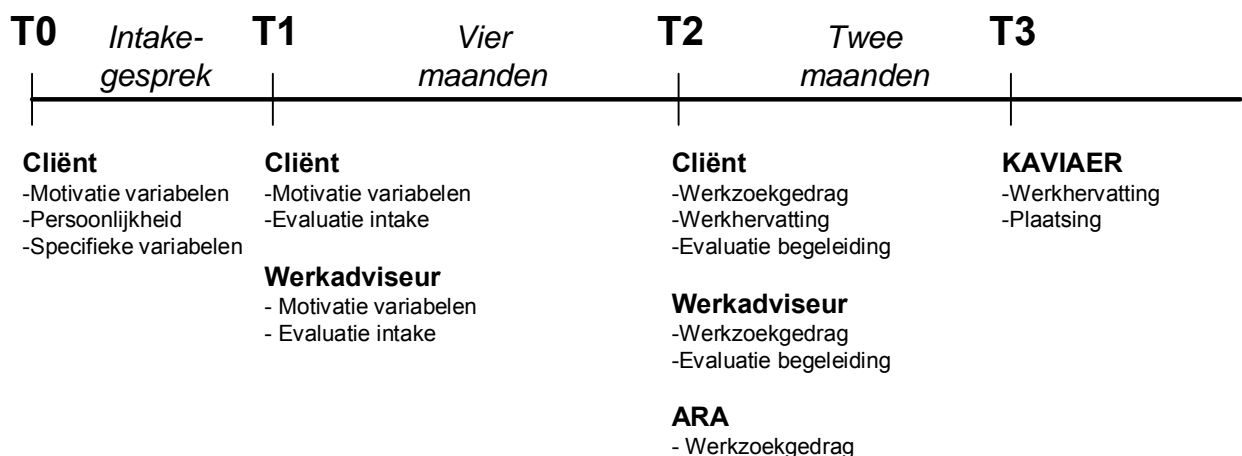 T0
Intake-
gesprek
T1
Vier
maanden
T2
Twee
maanden
T3
Cliënt
-Motivatie variabelen
-Persoonlijkheid
-Specifieke variabelen
Cliënt
-Motivatie variabelen
-Evaluatie intake
Werkadviseur
- Motivatie variabelen
- Evaluatie intake
Cliënt
-Werkzoekgedrag
-Werkhervatting
-Evaluatie begeleiding
Werkadviseur
-Werkzoekgedrag
-Evaluatie begeleiding
ARA
- Werkzoekgedrag
KAVIAER
-Werkhervatting
-Plaatsing